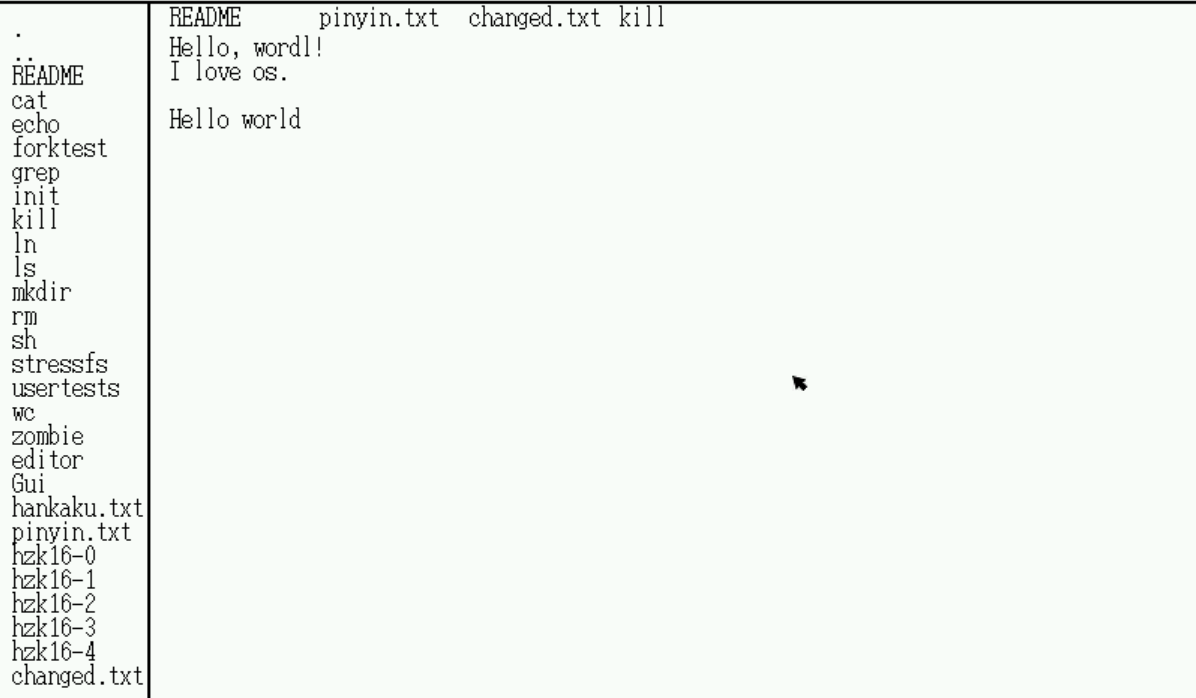 .
..
README
cat
echo
forktest
grep
init
kill
ln
ls
mkdir
rm
sh
stressfs
usertests
wc
zombie
editor
Gui
hankaku.txt
pinyin.txt
hzk16-0
hzk16-1
hzk16-2
hzk16-3
hzk16-4
changed.txt
README pinyin.txt changed.txt kill
Hello, wordl!
I love os.
Hello world